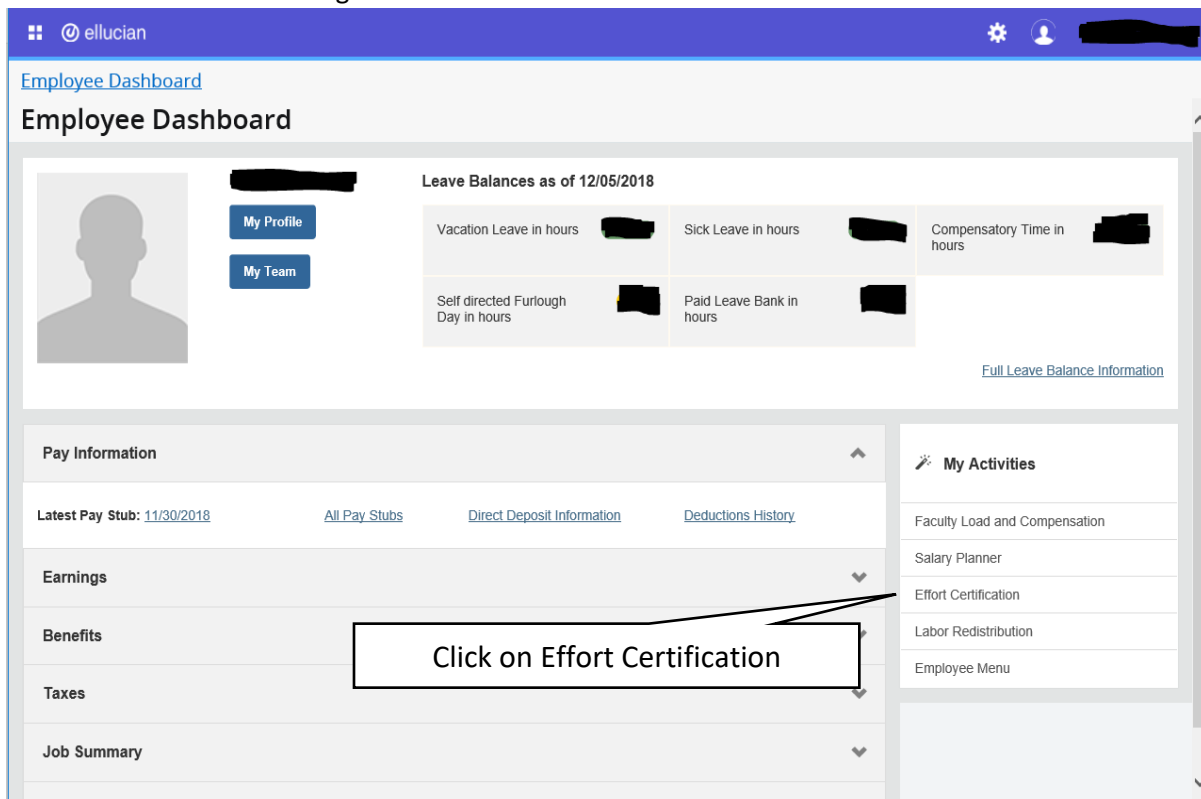 ellucian
Employee Dashboard
Employee Dashboard
Leave Balances as of 12/05/2018
My Profile
My Team
Vacation Leave in hours
Sick Leave in hours
Compensatory Time in
hours
Self directed Furlough
Day in hours
Paid Leave Bank in
hours
Full Leave Balance Information
Pay Information
Latest Pay Stub: 11/30/2018 All Pay Stubs Direct Deposit Information Deductions History
Earnings
Benefits
Taxes
Job Summary
Click on Effort Certification
My Activities
Faculty Load and Compensation
Salary Planner
Effort Certification
Labor Redistribution
Employee Menu